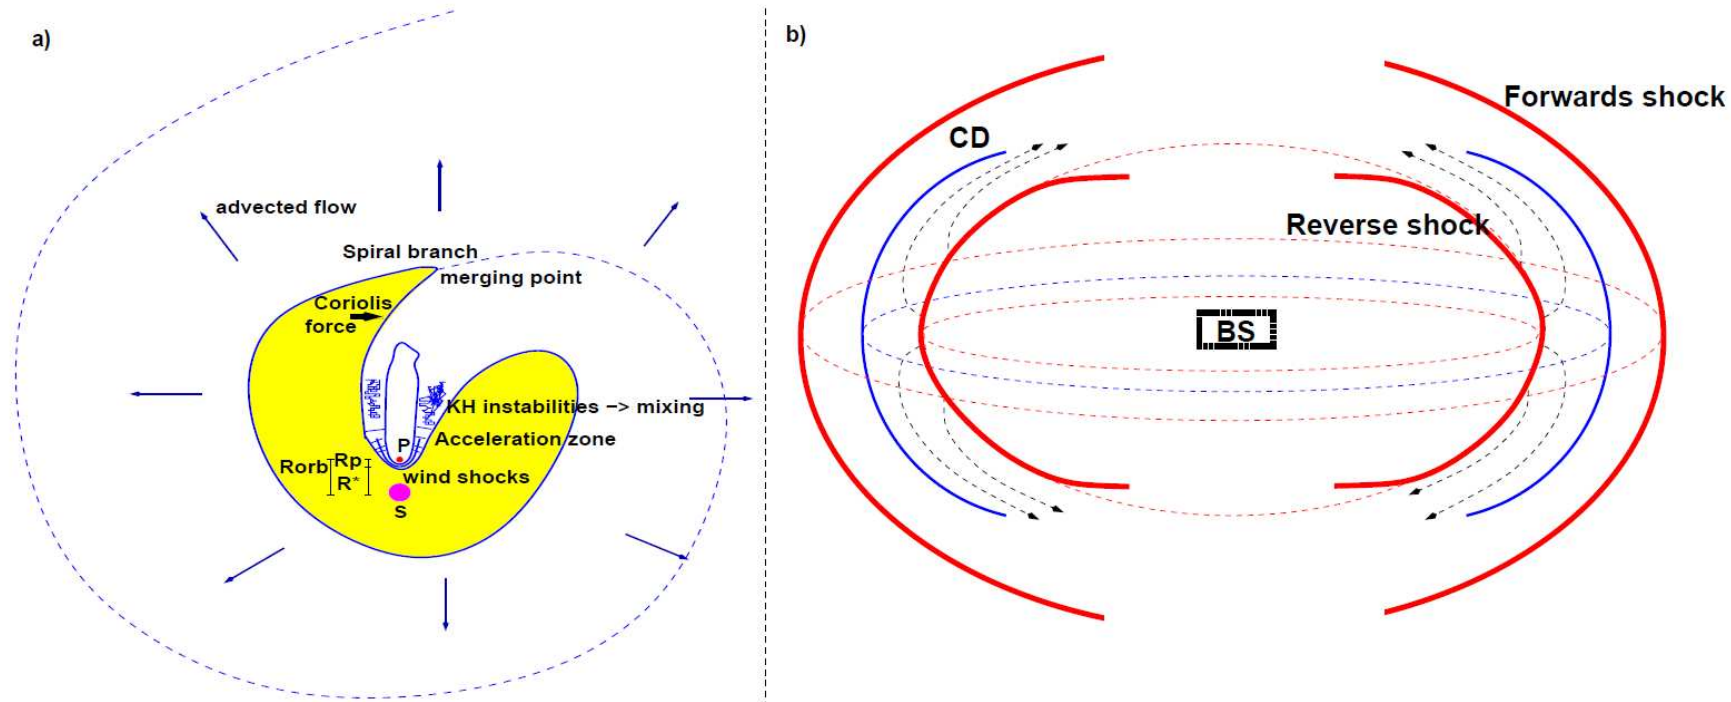 a)
advected flow
Spiral branch
merging point
Coriolis
force
KH instabilities −> mixing
Acceleration zone
P
Rorb
Rp
R*
wind shocks
S
b)
Forwards shock
CD
Reverse shock
BS